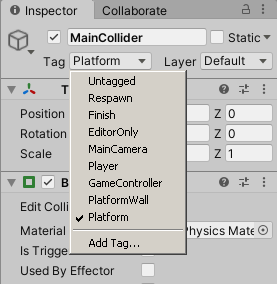 Inspector
Collaborate
MainCollider
Static
Tag
Platform
Layer
Default
Untagged
Respawn
Finish
EditorOnly
MainCamera
Player
GameController
PlatformWall
Platform
Add Tag...
T
Position
Z 0
Rotation
Z 0
Scale
Z 1
B
Edit Colli
Material
Physics Mate
Is Trigge
Used By Effector